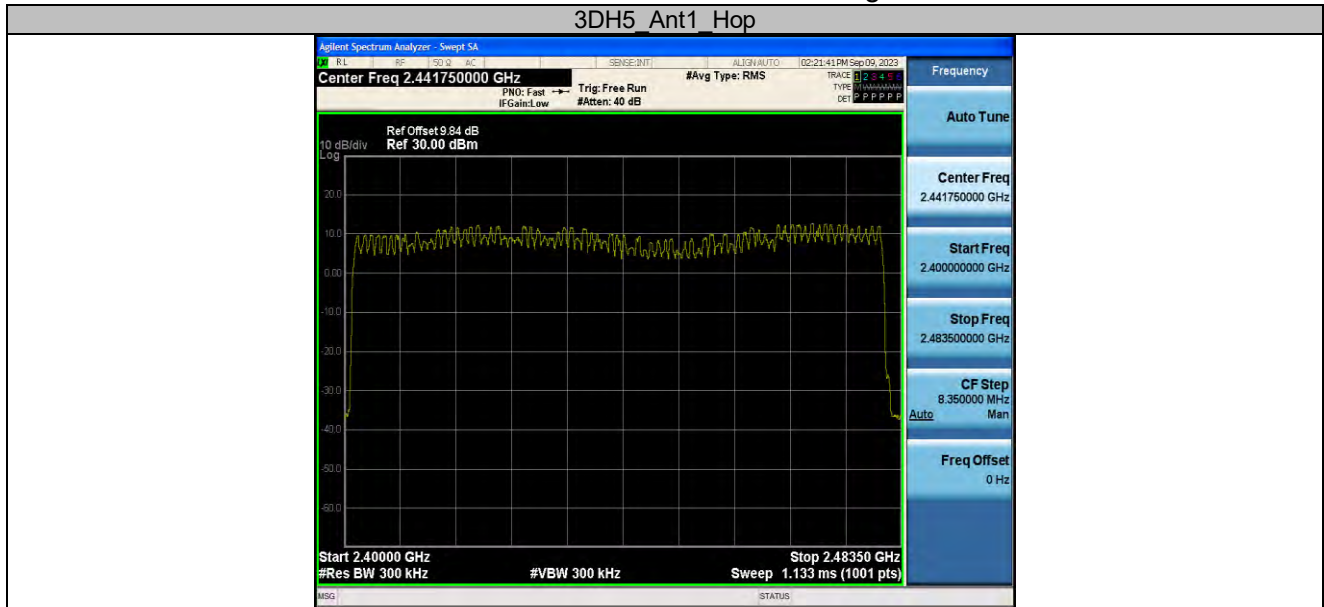 3DH5_Ant1_Hop
Agilent Spectrum Analyzer - Swept SA
RL RF 50 Ω AC SENSE:INT ALIGNAUTO 02:21:41 PM Sep 09, 2023
Center Freq 2.441750000 GHz #Avg Type: RMS TRACE 1 2 3 4 5 6
PNO: Fast Trig: Free Run TYPE
IFGain:Low #Atten: 40 dB DET P P P P P P
Frequency
Auto Tune
Ref Offset 9.84 dB
10 dB/div Ref 30.00 dBm
Log
20.0
10.0
0.00
-10.0
-20.0
-30.0
-40.0
-50.0
-60.0
Center Freq
2.441750000 GHz
Start Freq
2.400000000 GHz
Stop Freq
2.483500000 GHz
CF Step
8.350000 MHz
Auto Man
Freq Offset
0 Hz
Start 2.40000 GHz Stop 2.48350 GHz
#Res BW 300 kHz #VBW 300 kHz Sweep 1.133 ms (1001 pts)
MSG STATUS